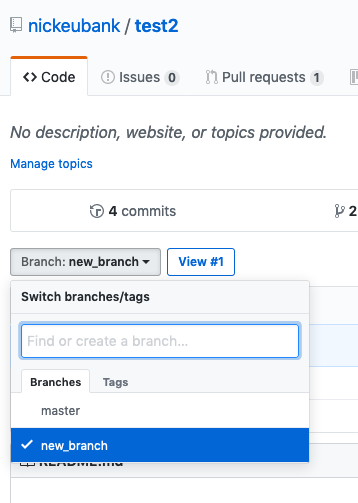 nickeubank / test2
Code Issues 0 Pull requests 1
No description, website, or topics provided.
Manage topics
4 commits 2
Branch: new_branch View #1
Switch branches/tags
Find or create a branch...
Branches Tags
master
new_branch
README.md